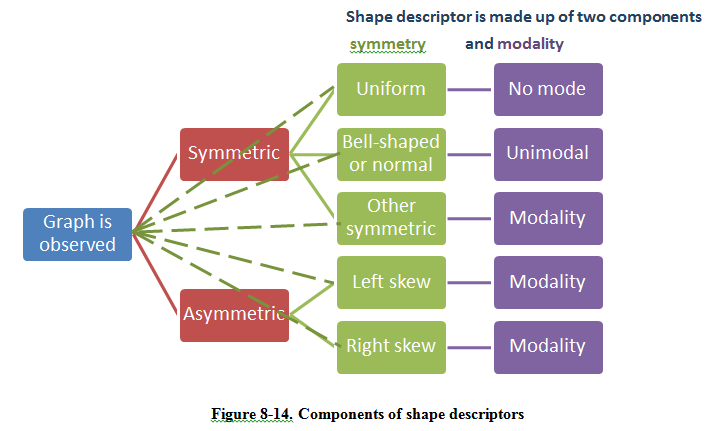 Shape descriptor is made up of two components
symmetry and modality
Uniform
No mode
Symmetric
Bell-shaped
or normal
Unimodal
Other
symmetric
Modality
Graph is
observed
Left skew
Modality
Asymmetric
Right skew
Modality
Figure 8-14. Components of shape descriptors